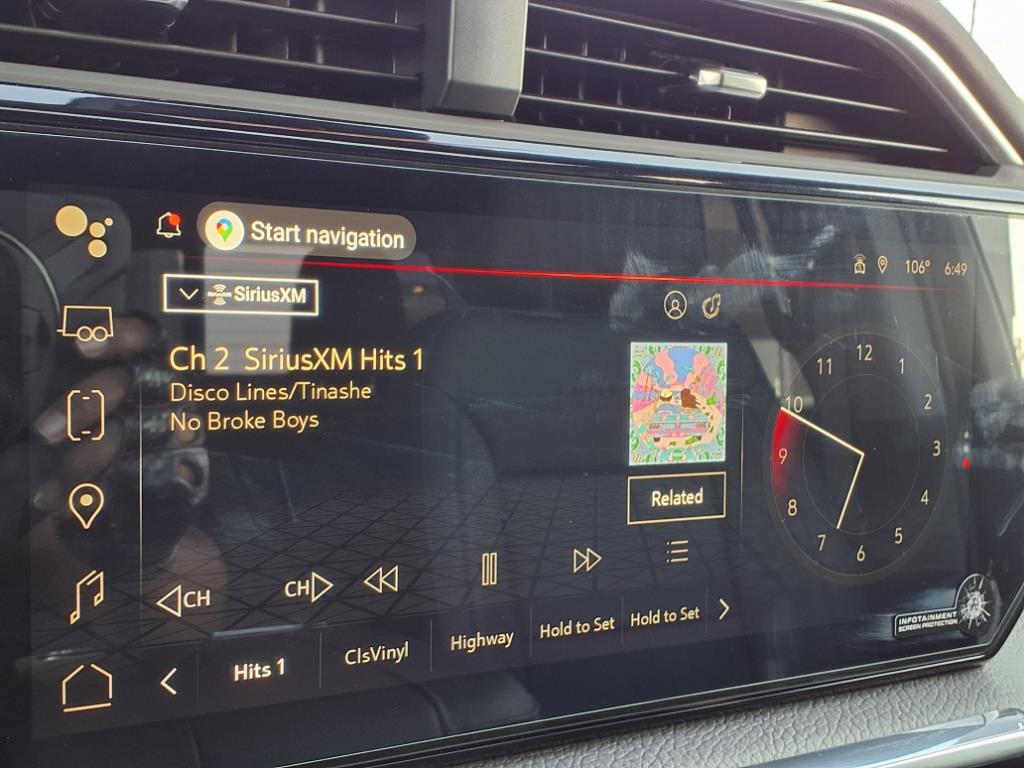 Start navigation
106° 6:49
SiriusXM
Ch 2 SiriusXM Hits 1
Disco Lines/Tinashe
No Broke Boys
Related
12
11 1
10 2
9 3
8 4
7 5
6
CH CH
Hits 1 ClsVinyl Highway Hold to Set Hold to Set
INFOTAINMENT
SCREEN PROTECTION